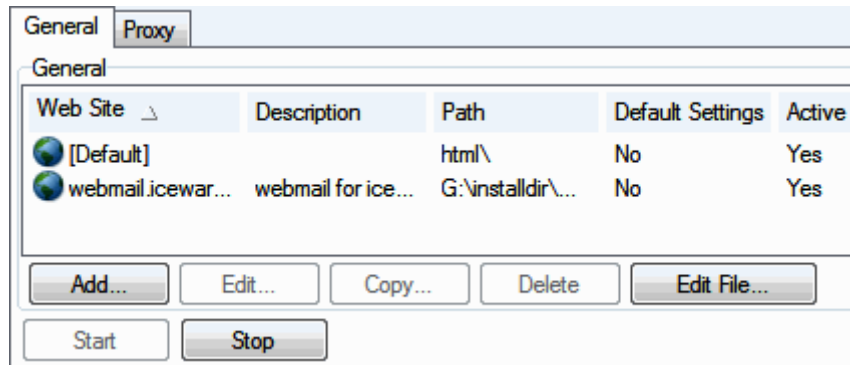 General Proxy
General
Web Site Description Path Default Settings Active
[Default] html\ No Yes
webmail.icewar... webmail for ice... G:\installdir\... No Yes
Add... Edit... Copy... Delete Edit File...
Start Stop